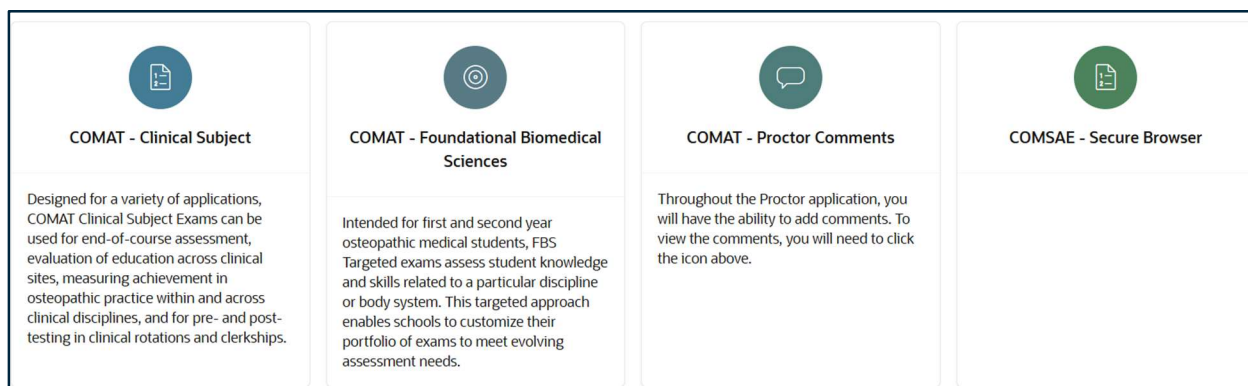 COMAT - Clinical Subject
Designed for a variety of applications,
COMAT Clinical Subject Exams can be
used for end-of-course assessment,
evaluation of education across clinical
sites, measuring achievement in
osteopathic practice within and across
clinical disciplines, and for pre- and post-
testing in clinical rotations and clerkships.
COMAT - Foundational Biomedical
Sciences
Intended for first and second year
osteopathic medical students, FBS
Targeted exams assess student knowledge
and skills related to a particular discipline
or body system. This targeted approach
enables schools to customize their
portfolio of exams to meet evolving
assessment needs.
COMAT - Proctor Comments
Throughout the Proctor application, you
will have the ability to add comments. To
view the comments, you will need to click
the icon above.
COMSAE - Secure Browser